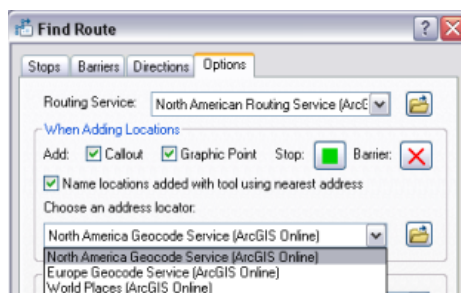 Find Route
Stops Barriers Directions Options
Routing Service: North American Routing Service (ArcG
When Adding Locations
Add: Callout Graphic Point Stop: Barrier:
Name locations added with tool using nearest address
Choose an address locator:
North America Geocode Service (ArcGIS Online)
North America Geocode Service (ArcGIS Online)
Europe Geocode Service (ArcGIS Online)
World Places (ArcGIS Online)